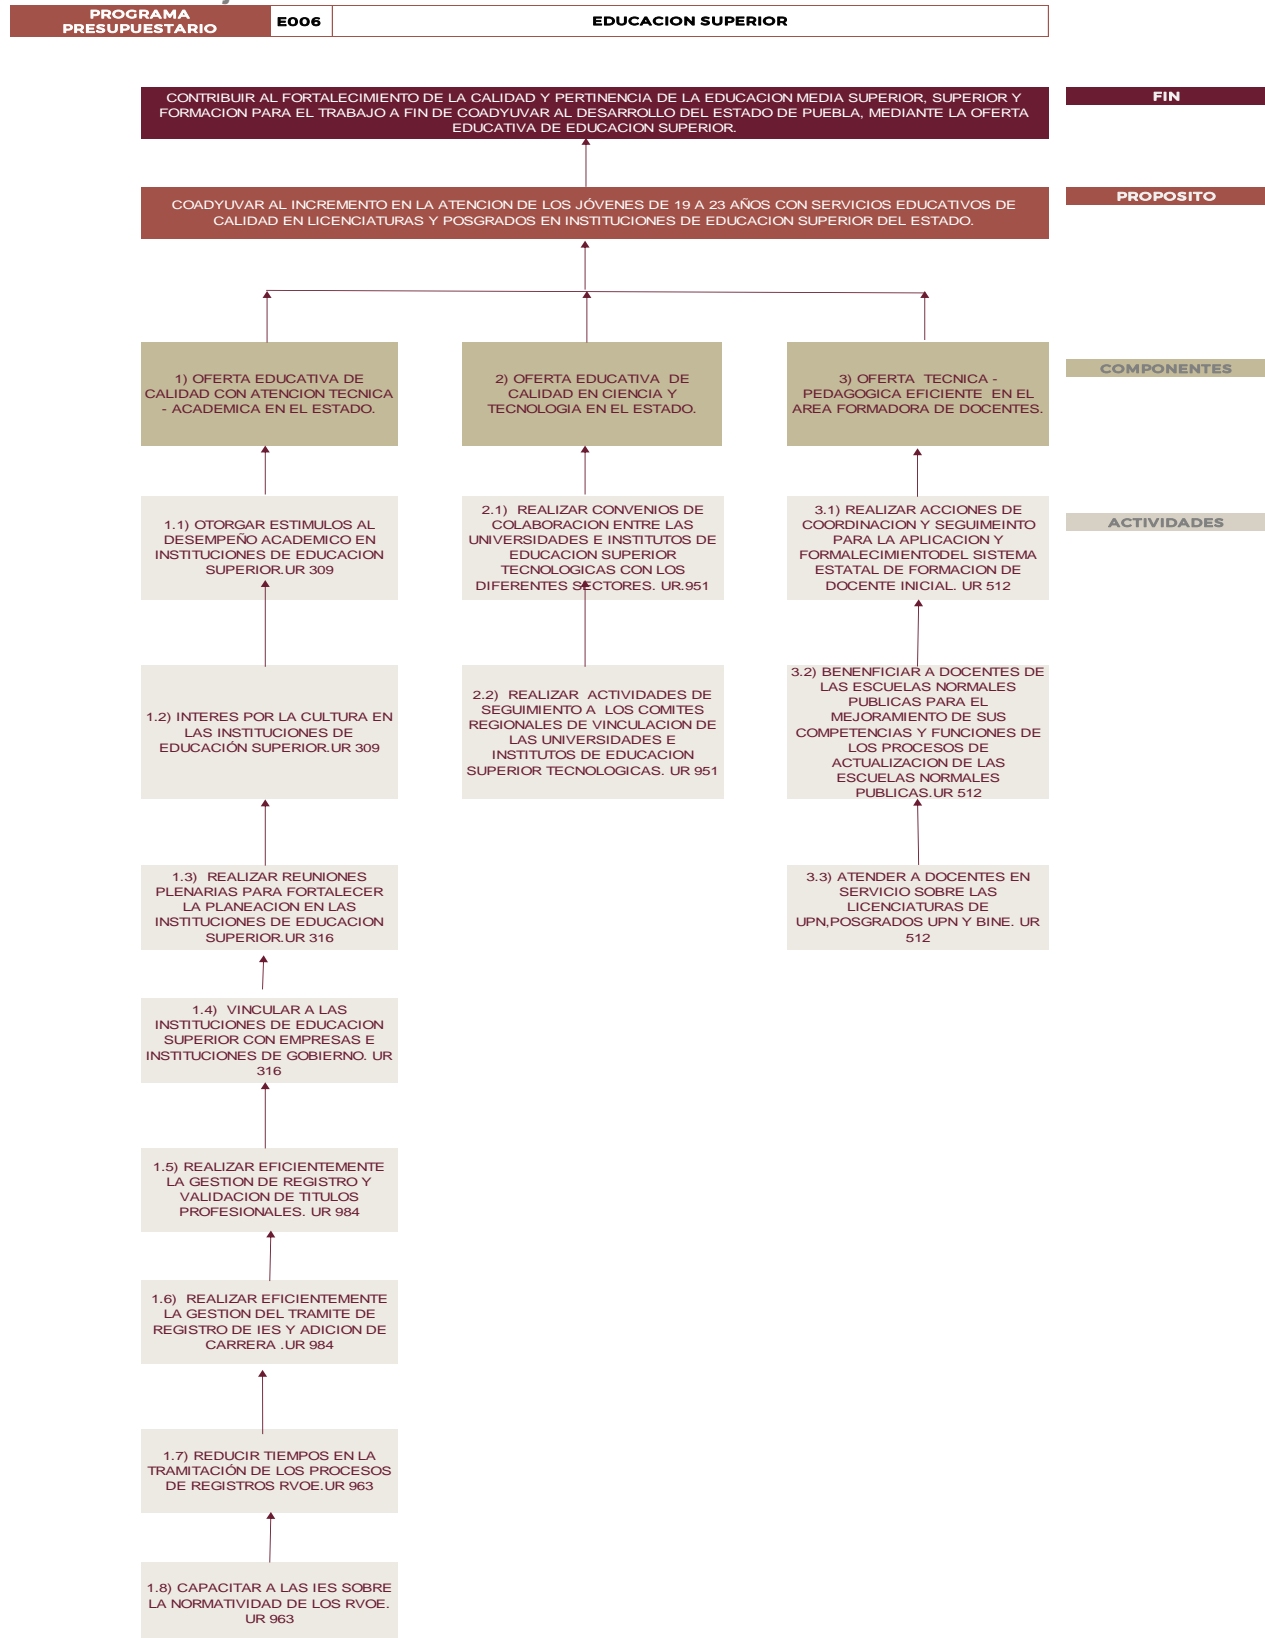 PROGRAMA
PRESUPUESTARIO
E006
EDUCACION SUPERIOR
CONTRIBUIR AL FORTALECIMIENTO DE LA CALIDAD Y PERTINENCIA DE LA EDUCACION MEDIA SUPERIOR, SUPERIOR Y
FORMACION PARA EL TRABAJO A FIN DE COADYUVAR AL DESARROLLO DEL ESTADO DE PUEBLA, MEDIANTE LA OFERTA
EDUCATIVA DE EDUCACION SUPERIOR.
FIN
COADYUVAR AL INCREMENTO EN LA ATENCION DE LOS JÓVENES DE 19 A 23 AÑOS CON SERVICIOS EDUCATIVOS DE
CALIDAD EN LICENCIATURAS Y POSGRADOS EN INSTITUCIONES DE EDUCACION SUPERIOR DEL ESTADO.
PROPOSITO
1) OFERTA EDUCATIVA DE
CALIDAD CON ATENCION TECNICA
- ACADEMICA EN EL ESTADO.
2) OFERTA EDUCATIVA DE
CALIDAD EN CIENCIA Y
TECNOLOGIA EN EL ESTADO.
3) OFERTA TECNICA -
PEDAGOGICA EFICIENTE EN EL
AREA FORMADORA DE DOCENTES.
COMPONENTES
1.1) OTORGAR ESTIMULOS AL
DESEMPEÑO ACADEMICO EN
INSTITUCIONES DE EDUCACION
SUPERIOR.UR 309
2.1) REALIZAR CONVENIOS DE
COLABORACION ENTRE LAS
UNIVERSIDADES E INSTITUTOS DE
EDUCACION SUPERIOR
TECNOLOGICAS CON LOS
DIFERENTES SECTORES. UR.951
3.1) REALIZAR ACCIONES DE
COORDINACION Y SEGUIMEINTO
PARA LA APLICACION Y
FORMALECIMIENTODEL SISTEMA
ESTATAL DE FORMACION DE
DOCENTE INICIAL. UR 512
ACTIVIDADES
1.2) INTERES POR LA CULTURA EN
LAS INSTITUCIONES DE
EDUCACIÓN SUPERIOR.UR 309
2.2) REALIZAR ACTIVIDADES DE
SEGUIMIENTO A LOS COMITES
REGIONALES DE VINCULACION DE
LAS UNIVERSIDADES E
INSTITUTOS DE EDUCACION
SUPERIOR TECNOLOGICAS. UR 951
3.2) BENENFICIAR A DOCENTES DE
LAS ESCUELAS NORMALES
PUBLICAS PARA EL
MEJORAMIENTO DE SUS
COMPETENCIAS Y FUNCIONES DE
LOS PROCESOS DE
ACTUALIZACION DE LAS
ESCUELAS NORMALES
PUBLICAS.UR 512
1.3) REALIZAR REUNIONES
PLENARIAS PARA FORTALECER
LA PLANEACION EN LAS
INSTITUCIONES DE EDUCACION
SUPERIOR.UR 316
3.3) ATENDER A DOCENTES EN
SERVICIO SOBRE LAS
LICENCIATURAS DE
UPN,POSGRADOS UPN Y BINE. UR
512
1.4) VINCULAR A LAS
INSTITUCIONES DE EDUCACION
SUPERIOR CON EMPRESAS E
INSTITUCIONES DE GOBIERNO. UR
316
1.5) REALIZAR EFICIENTEMENTE
LA GESTION DE REGISTRO Y
VALIDACION DE TITULOS
PROFESIONALES. UR 984
1.6) REALIZAR EFICIENTEMENTE
LA GESTION DEL TRAMITE DE
REGISTRO DE IES Y ADICION DE
CARRERA .UR 984
1.7) REDUCIR TIEMPOS EN LA
TRAMITACIÓN DE LOS PROCESOS
DE REGISTROS RVOE.UR 963
1.8) CAPACITAR A LAS IES SOBRE
LA NORMATIVIDAD DE LOS RVOE.
UR 963